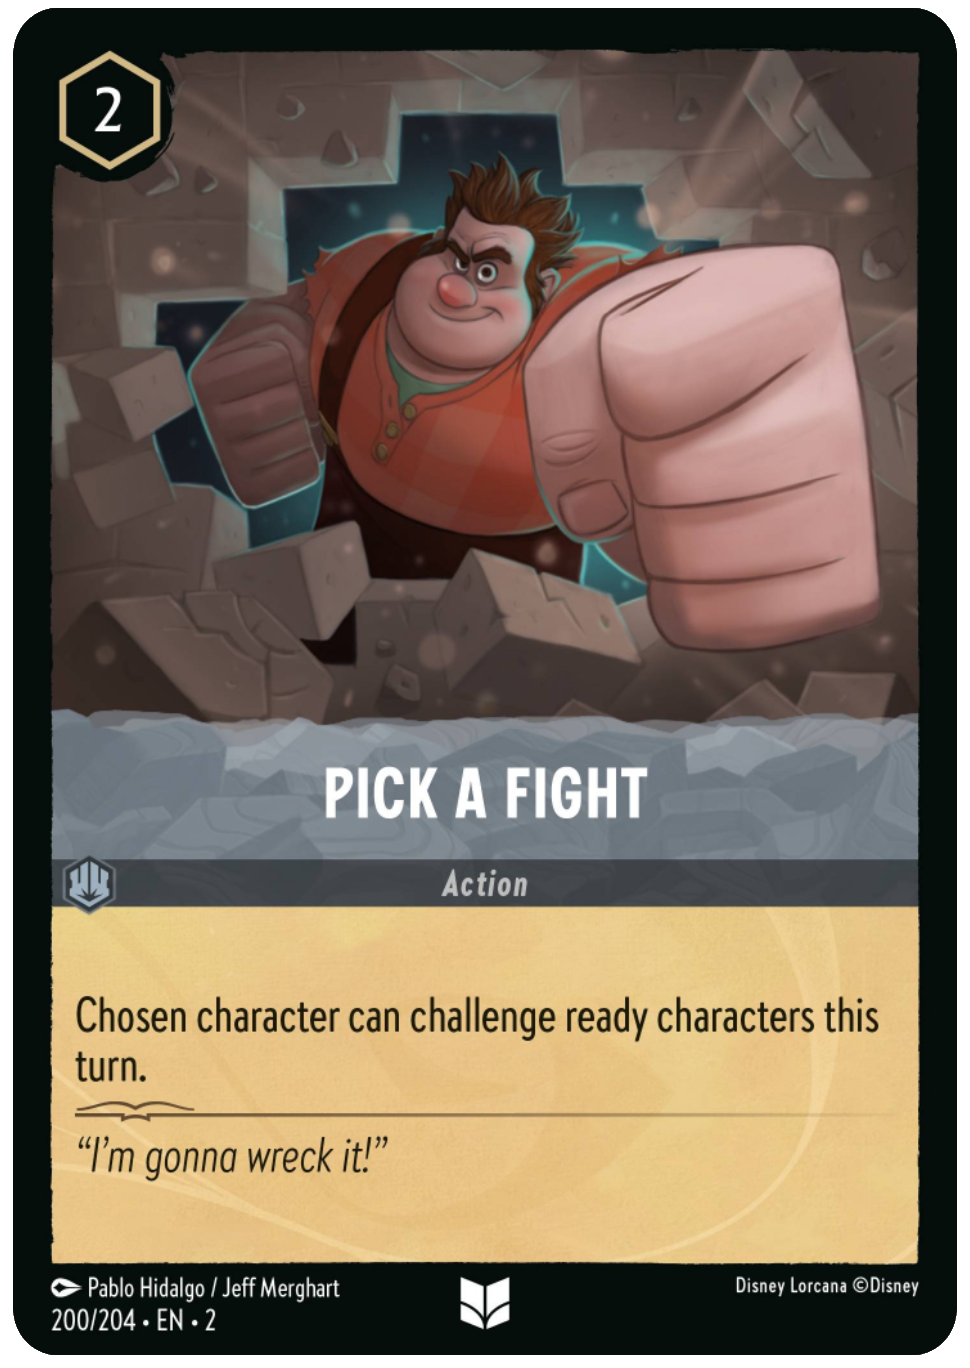 2
PICK A FIGHT
Action
Chosen character can challenge ready characters this
turn.
“I’m gonna wreck it!”
Pablo Hidalgo / Jeff Merghart
Disney Lorcana ©Disney
200/204 • EN • 2